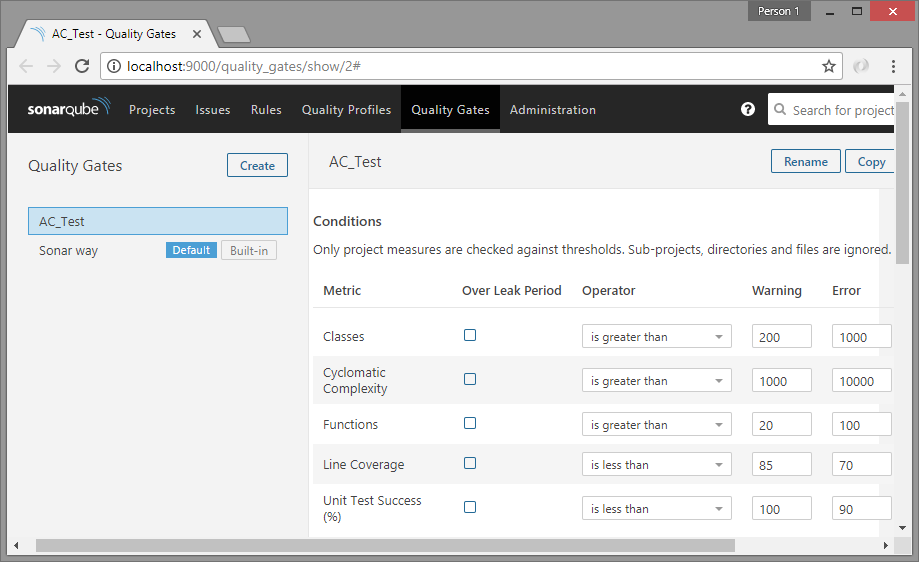 Person 1
AC_Test - Quality Gates
localhost:9000/quality_gates/show/2#
sonarqube Projects Issues Rules Quality Profiles Quality Gates Administration ? Search for project
Quality Gates Create AC_Test Rename Copy
AC_Test
Sonar way Default Built-in
Conditions
Only project measures are checked against thresholds. Sub-projects, directories and files are ignored.
Metric Over Leak Period Operator Warning Error
Classes is greater than 200 1000
Cyclomatic
Complexity is greater than 1000 10000
Functions is greater than 20 100
Line Coverage is less than 85 70
Unit Test Success
(%) is less than 100 90